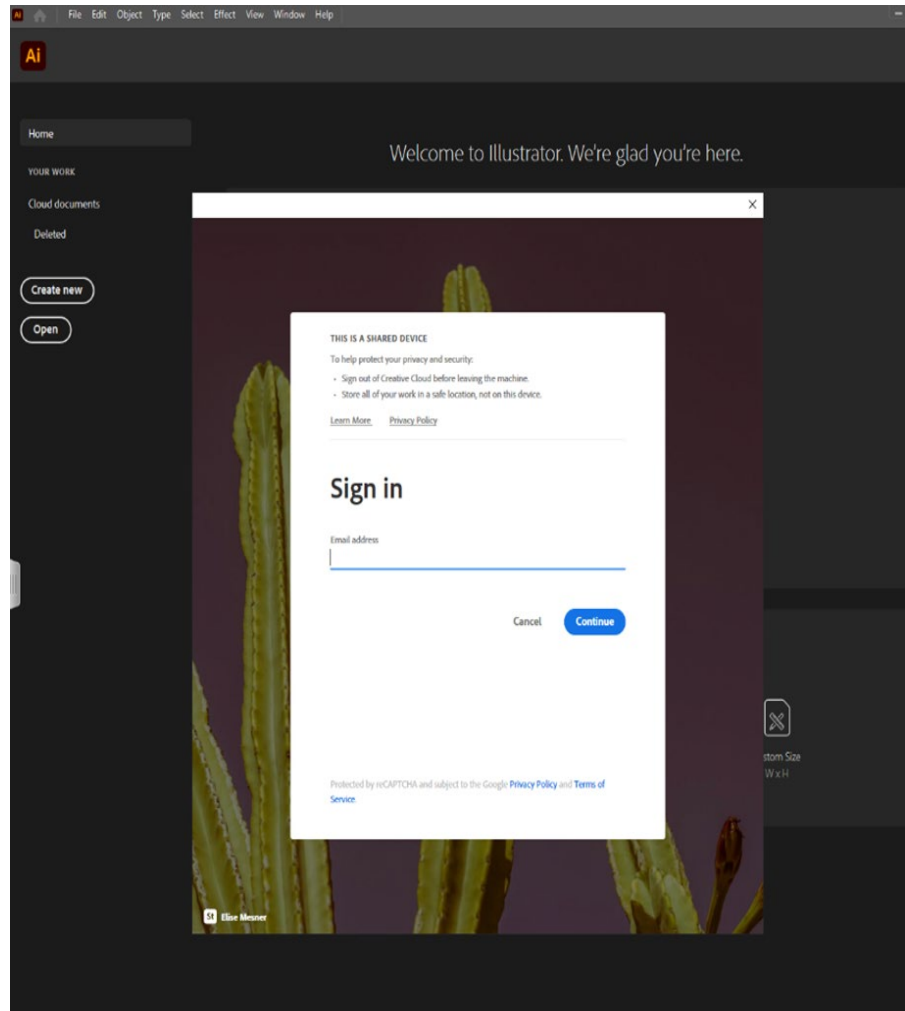 Ai File Edit Object Type Select Effect View Window Help
Ai
Home
Welcome to Illustrator. We're glad you're here.
YOUR WORK
Cloud documents
Deleted
Create new
Open
X
THIS IS A SHARED DEVICE
To help protect your privacy and security:
• Sign out of Creative Cloud before leaving the machine.
• Store all of your work in a safe location, not on this device.
Learn More Privacy Policy
Sign in
Email address
Cancel Continue
stom Size
W x H
Protected by reCAPTCHA and subject to the Google Privacy Policy and Terms of
Service.
St Elise Mesner